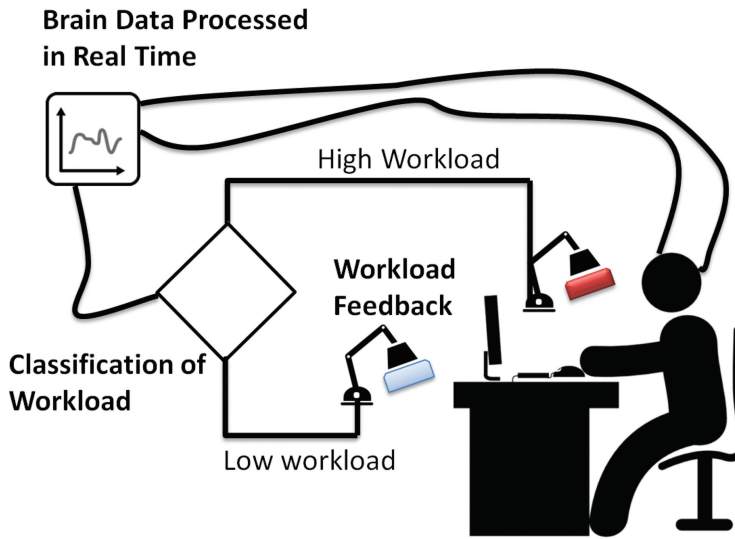 Brain Data Processed
in Real Time
High Workload
Workload
Feedback
Classification of
Workload
Low workload